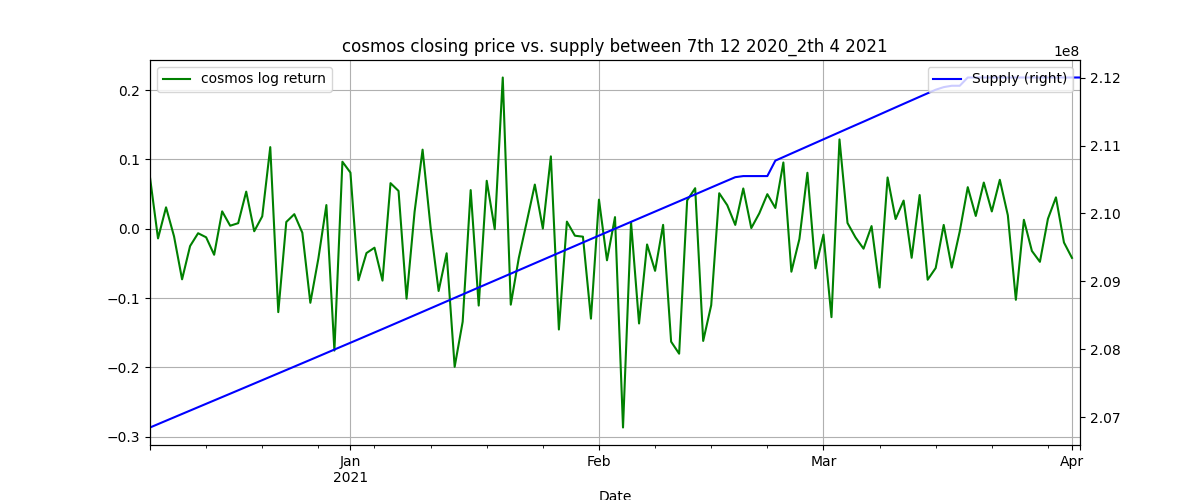 cosmos closing price vs. supply between 7th 12 2020_2th 4 2021
1e8
cosmos log return
Supply (right)
0.2
0.1
0.0
−0.1
−0.2
−0.3
2.12
2.11
2.10
2.09
2.08
2.07
Jan
2021
Feb
Mar
Apr
Date